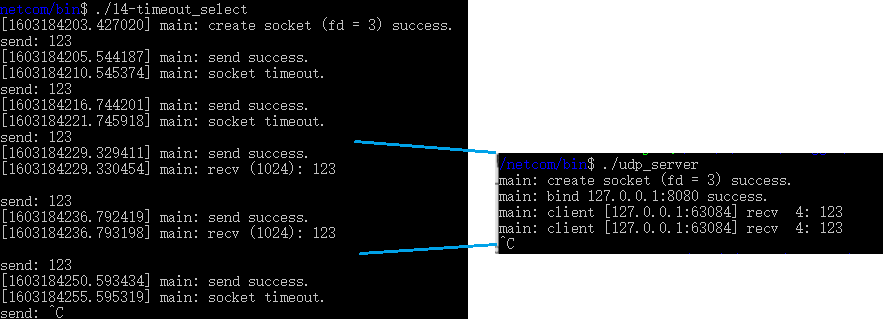 netcom/bin$ ./14-timeout_select
[1603184203.427020] main: create socket (fd = 3) success.
send: 123
[1603184205.544187] main: send success.
[1603184210.545374] main: socket timeout.
send: 123
[1603184216.744201] main: send success.
[1603184221.745918] main: socket timeout.
send: 123
[1603184229.329411] main: send success.
[1603184229.330454] main: recv (1024): 123
send: 123
[1603184236.792419] main: send success.
[1603184236.793198] main: recv (1024): 123
send: 123
[1603184250.593434] main: send success.
[1603184255.595319] main: socket timeout.
send: ^C
/netcom/bin$ ./udp_server
main: create socket (fd = 3) success.
main: bind 127.0.0.1:8080 success.
main: client [127.0.0.1:63084] recv  4: 123
main: client [127.0.0.1:63084] recv  4: 123
^C